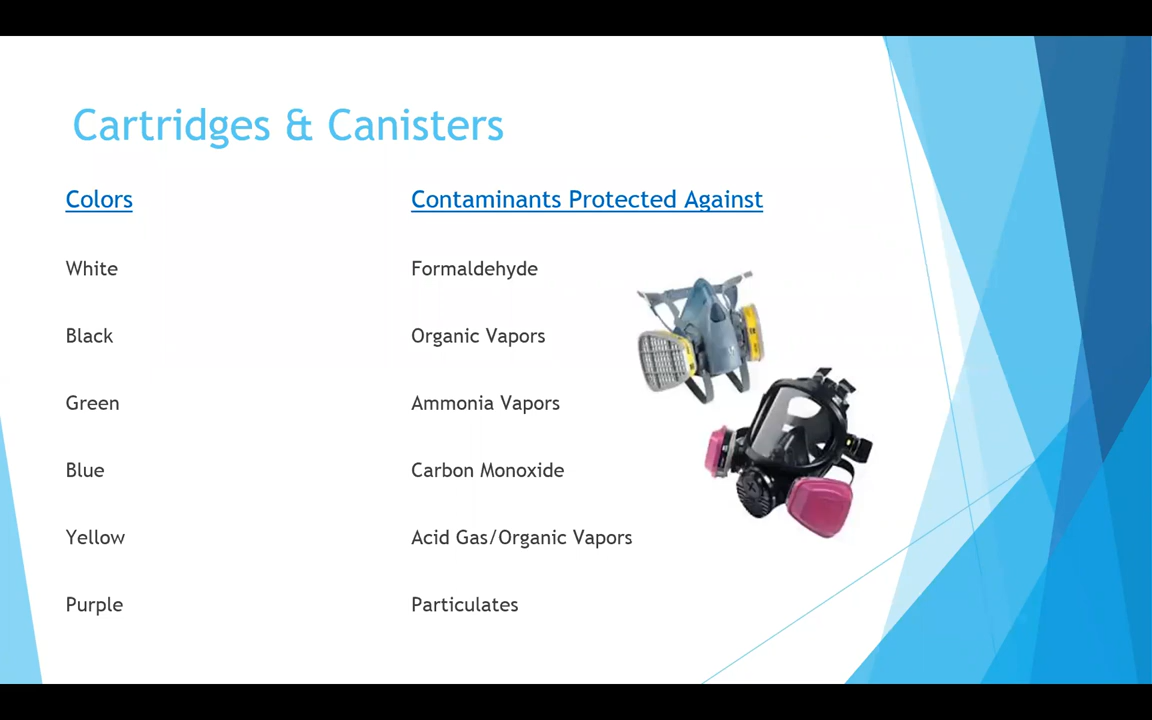 Cartridges & Canisters
Colors Contaminants Protected Against
White Formaldehyde
Black Organic Vapors
Green Ammonia Vapors
Blue Carbon Monoxide
Yellow Acid Gas/Organic Vapors
Purple Particulates